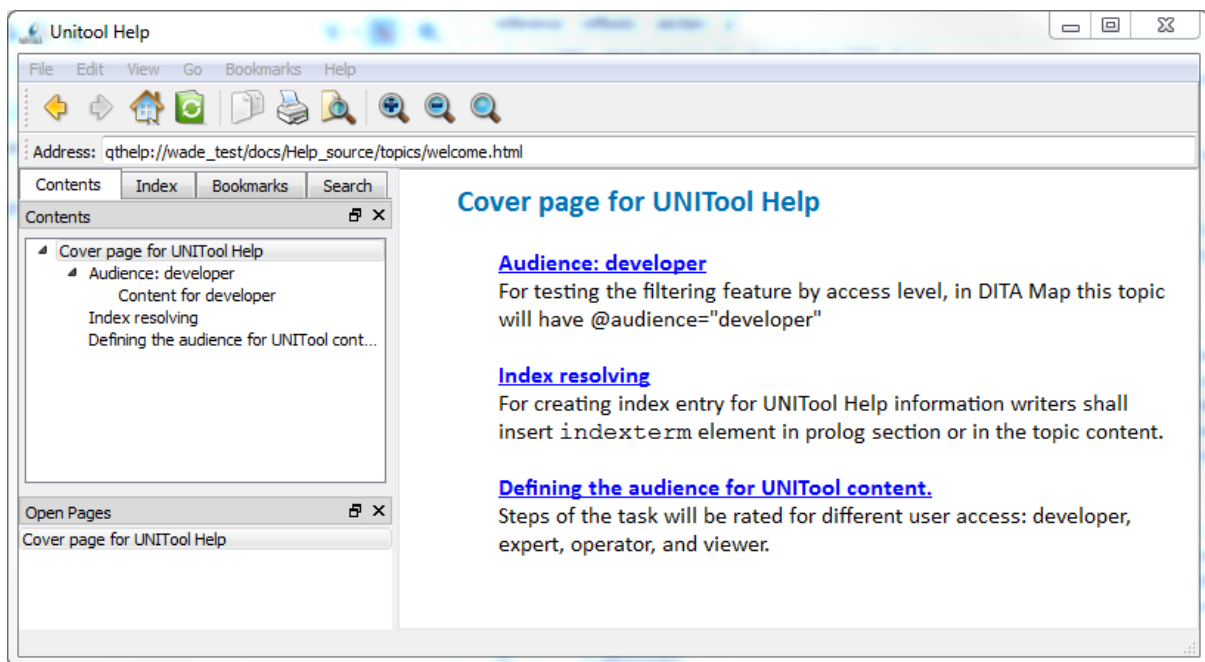 Unitool Help
File Edit View Go Bookmarks Help
Address: qthelp://wade_test/docs/Help_source/topics/welcome.html
Contents Index Bookmarks Search
Contents
Cover page for UNITool Help
Audience: developer
Content for developer
Index resolving
Defining the audience for UNITool cont...
Open Pages
Cover page for UNITool Help
Cover page for UNITool Help
Audience: developer
For testing the filtering feature by access level, in DITA Map this topic
will have @audience="developer"
Index resolving
For creating index entry for UNITool Help information writers shall
insert indexterm element in prolog section or in the topic content.
Defining the audience for UNITool content.
Steps of the task will be rated for different user access: developer,
expert, operator, and viewer.